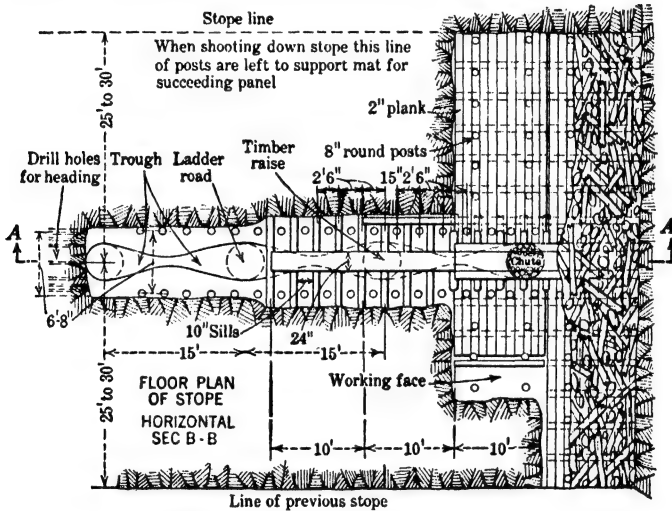 Stope line
When shooting down stope this line
of posts are left to support mat for
succeeding panel
25' to 30'
2" plank
8" round posts
Drill holes
for heading
Trough
Ladder
road
Timber
raise
2'6"
15"
2'6"
A
A
Chute
6'-8"
10" Sills
24"
15'
15'
25' to 30'
FLOOR PLAN
OF STOPE
HORIZONTAL
SEC B-B
Working face
10'
10'
10'
Line of previous stope